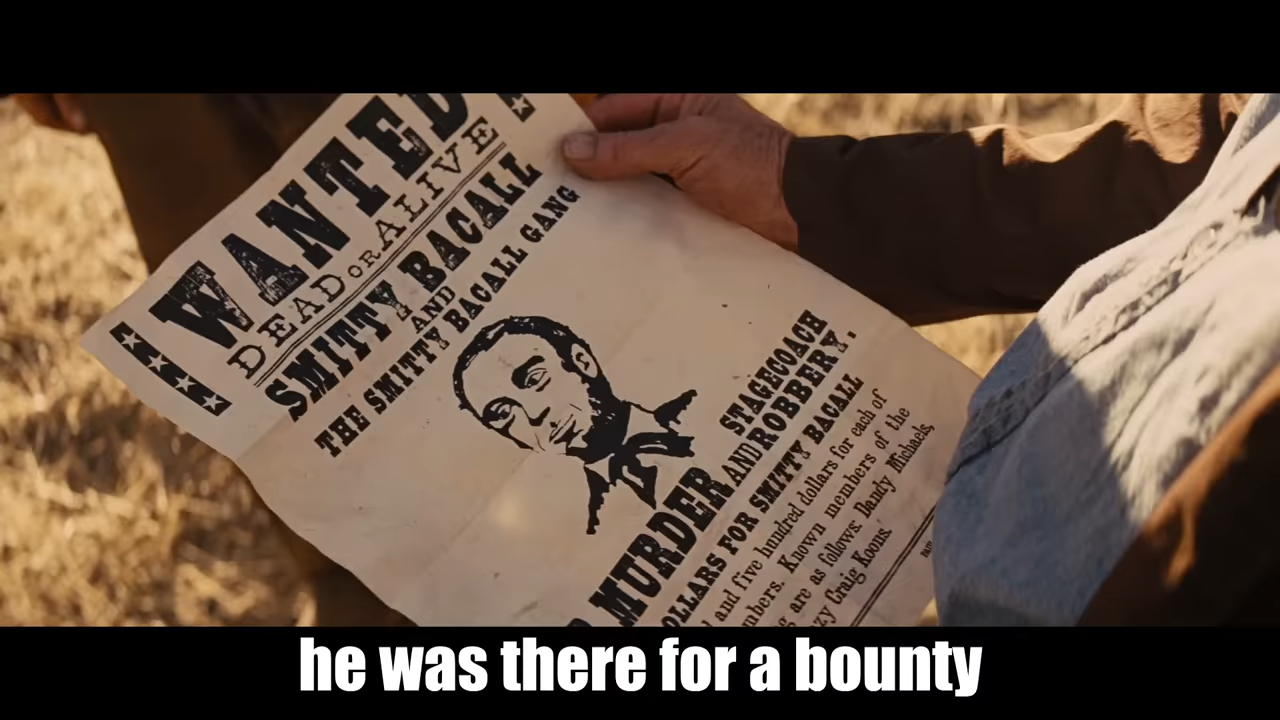 WANTED
DEAD OR ALIVE
SMITTY BACALL
AND
THE SMITTY BACALL GANG
STAGECOACH
MURDER AND ROBBERY.
DOLLARS FOR SMITTY BACALL
and five hundred dollars for each of
Known members of the
are as follows: Dandy Michaels,
Craig Koons.
he was there for a bounty